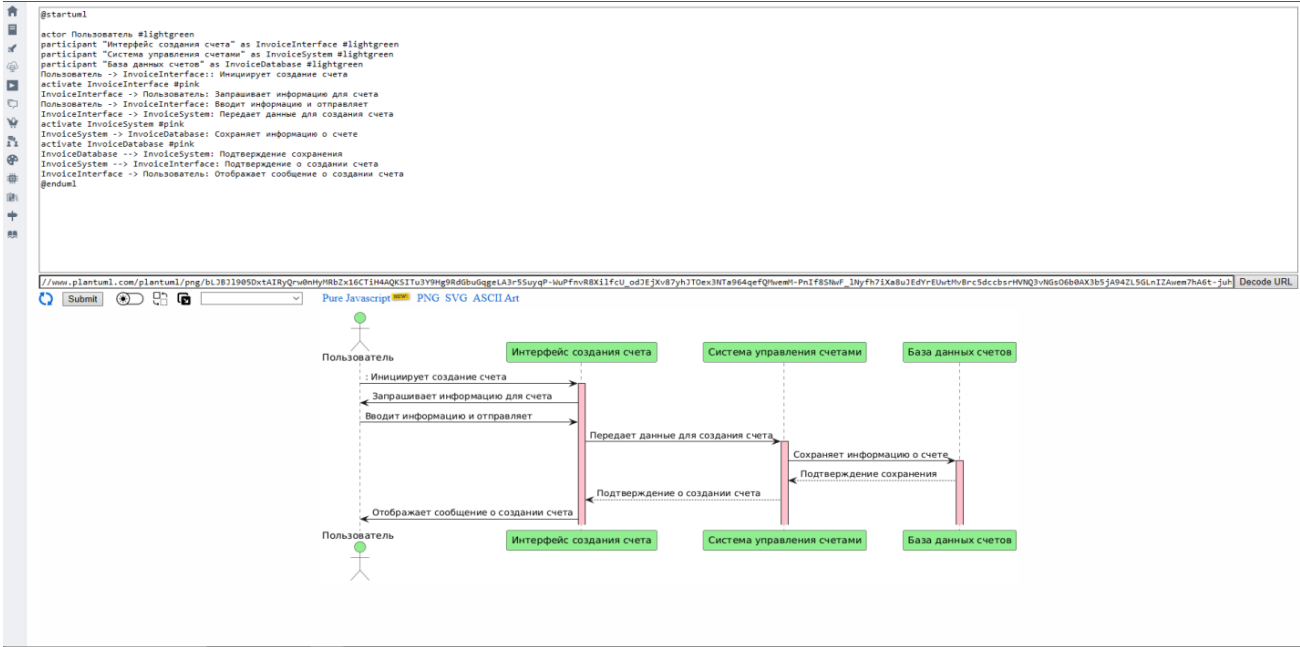 @startuml
actor Пользователь #lightgreen
participant "Интерфейс создания счета" as InvoiceInterface #lightgreen
participant "Система управления счетами" as InvoiceSystem #lightgreen
participant "База данных счетов" as InvoiceDatabase #lightgreen
Пользователь -> InvoiceInterface:: Инициирует создание счета
activate InvoiceInterface #pink
InvoiceInterface -> Пользователь: Запрашивает информацию для счета
Пользователь -> InvoiceInterface: Вводит информацию и отправляет
InvoiceInterface -> InvoiceSystem: Передает данные для создания счета
activate InvoiceSystem #pink
InvoiceSystem -> InvoiceDatabase: Сохраняет информацию о счете
activate InvoiceDatabase #pink
InvoiceDatabase --> InvoiceSystem: Подтверждение сохранения
InvoiceSystem --> InvoiceInterface: Подтверждение о создании счета
InvoiceInterface -> Пользователь: Отображает сообщение о создании счета
@enduml
Decode URL
Submit Pure Javascript NEW! PNG SVG ASCII Art
Пользователь Интерфейс создания счета Система управления счетами База данных счетов
: Инициирует создание счета
Запрашивает информацию для счета
Вводит информацию и отправляет
Передает данные для создания счета
Сохраняет информацию о счете
Подтверждение сохранения
Подтверждение о создании счета
Отображает сообщение о создании счета
Пользователь Интерфейс создания счета Система управления счетами База данных счетов